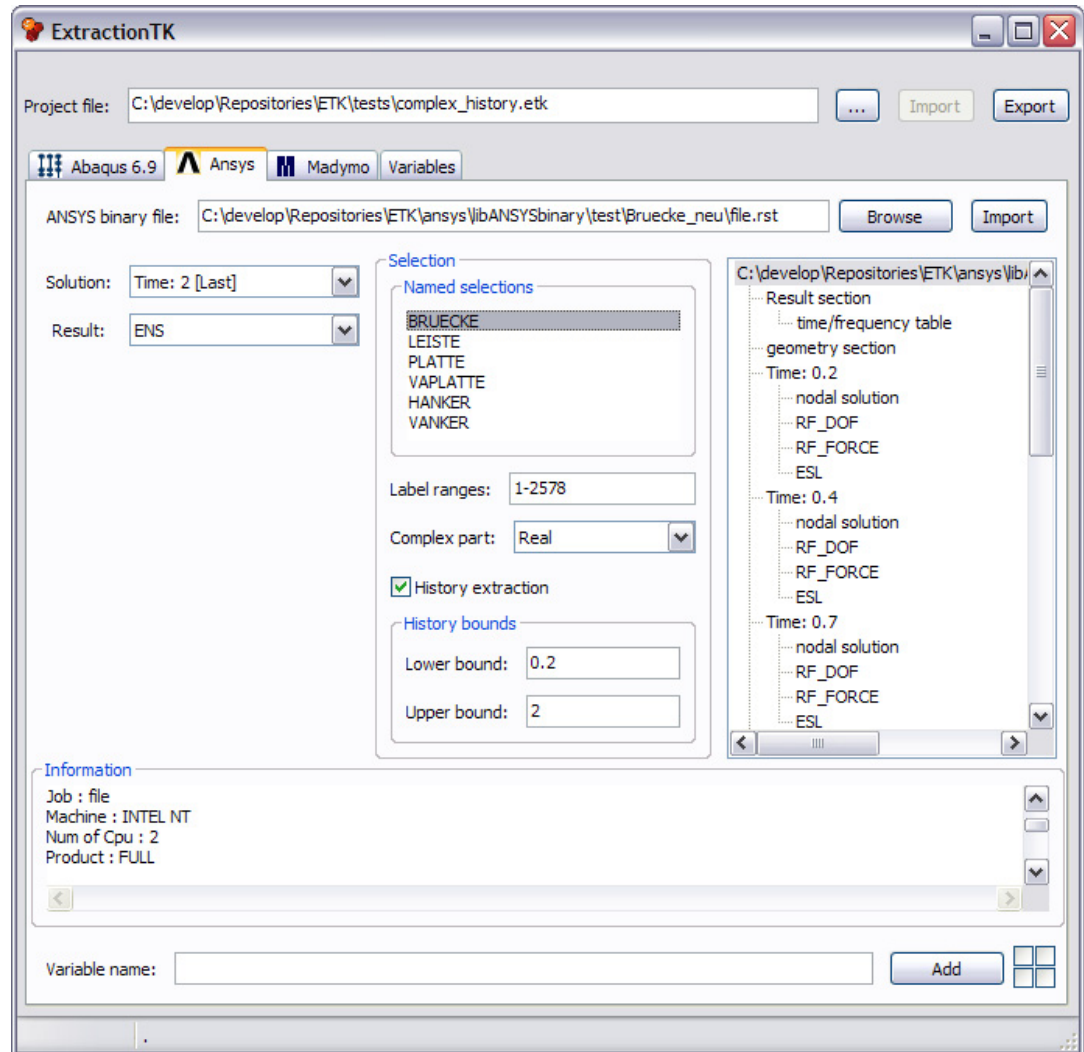 ExtractionTK
Project file: C:\develop\Repositories\ETK\tests\complex_history.etk ... Import Export
Abaqus 6.9 Ansys Madymo Variables
ANSYS binary file: C:\develop\Repositories\ETK\ansys\libANSYSbinary\test\Bruecke_neu\file.rst Browse Import
Solution: Time: 2 [Last]
Result: ENS
Selection
Named selections
BRUECKE
LEISTE
PLATTE
VAPLATTE
HANKER
VANKER
Label ranges: 1-2578
Complex part: Real
History extraction
History bounds
Lower bound: 0.2
Upper bound: 2
C:\develop\Repositories\ETK\ansys\lib
Result section
time/frequency table
geometry section
Time: 0.2
nodal solution
RF_DOF
RF_FORCE
ESL
Time: 0.4
nodal solution
RF_DOF
RF_FORCE
ESL
Time: 0.7
nodal solution
RF_DOF
RF_FORCE
ESL
Information
Job : file
Machine : INTEL NT
Num of Cpu : 2
Product : FULL
Variable name: Add
.